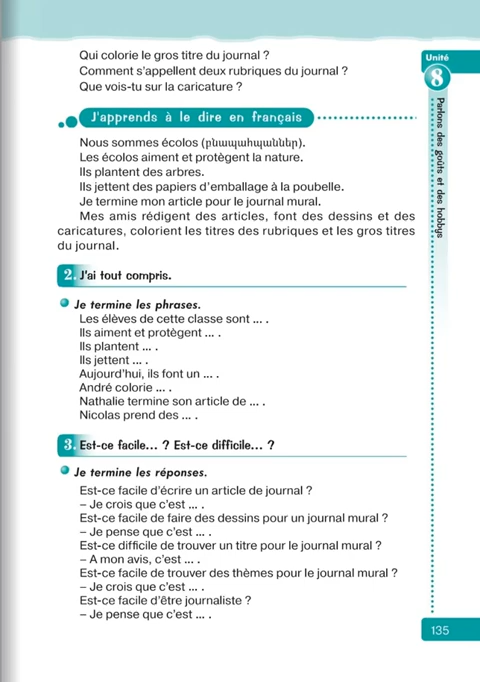 Qui colorie le gros titre du journal ?
Comment s'appellent deux rubriques du journal ?
Que vois-tu sur la caricature ?
J'apprends à le dire en français
Nous sommes écolos (բնապահպաններ).
Les écolos aiment et protègent la nature.
Ils plantent des arbres.
Ils jettent des papiers d'emballage à la poubelle.
Je termine mon article pour le journal mural.
Mes amis rédigent des articles, font des dessins et des
caricatures, colorient les titres des rubriques et les gros titres
du journal.
2. J'ai tout compris.
Je termine les phrases.
Les élèves de cette classe sont ... .
Ils aiment et protègent ... .
Ils plantent ... .
Ils jettent ... .
Aujourd'hui, ils font un ... .
André colorie ... .
Nathalie termine son article de ... .
Nicolas prend des ... .
3. Est-ce facile... ? Est-ce difficile... ?
Je termine les réponses.
Est-ce facile d'écrire un article de journal ?
– Je crois que c'est ... .
Est-ce facile de faire des dessins pour un journal mural ?
– Je pense que c'est ... .
Est-ce difficile de trouver un titre pour le journal mural ?
– A mon avis, c'est ... .
Est-ce facile de trouver des thèmes pour le journal mural ?
– Je crois que c'est ... .
Est-ce facile d'être journaliste ?
– Je pense que c'est ... .
Unité
8
Parlons des goûts et des hobbys
135